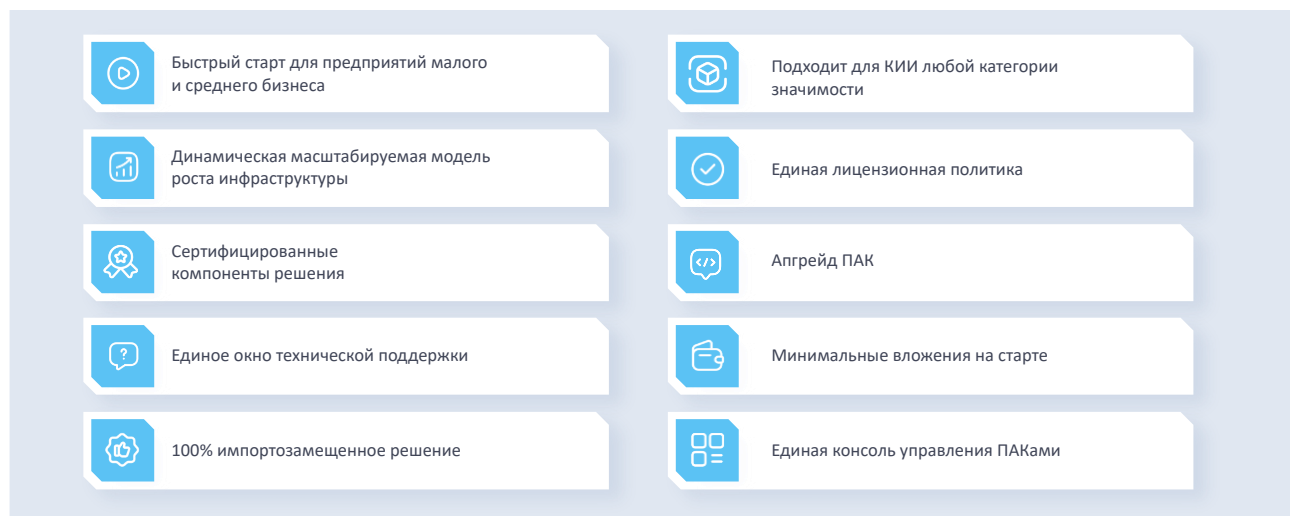 Быстрый старт для предприятий малого
и среднего бизнеса
Динамическая масштабируемая модель
роста инфраструктуры
Сертифицированные
компоненты решения
Единое окно технической поддержки
100% импортозамещенное решение
Подходит для КИИ любой категории
значимости
Единая лицензионная политика
Апгрейд ПАК
Минимальные вложения на старте
Единая консоль управления ПАКами